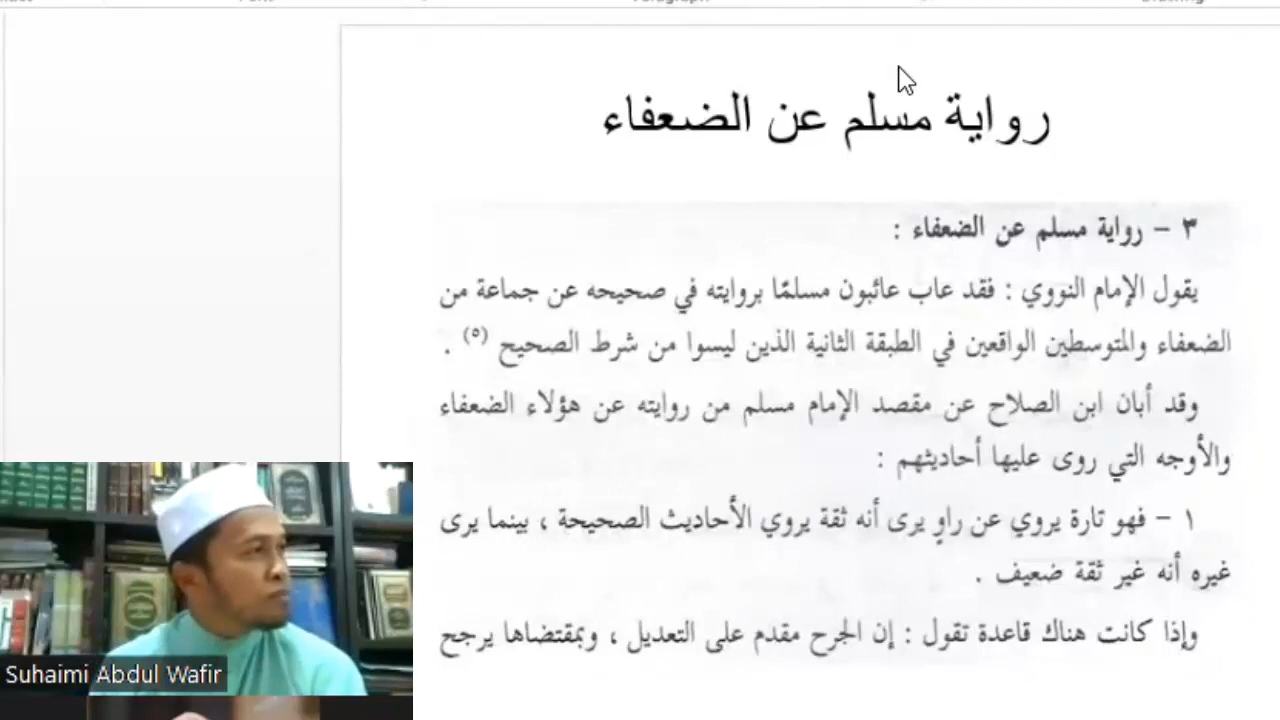 رواية مسلم عن الضعفاء
٣ – رواية مسلم عن الضعفاء :
يقول الإمام النووي : فقد عاب عائبون مسلمًا بروايته في صحيحه عن جماعة من
الضعفاء والمتوسطين الواقعين في الطبقة الثانية الذين ليسوا من شرط الصحيح (٥) .
وقد أبان ابن الصلاح عن مقصد الإمام مسلم من روايته عن هؤلاء الضعفاء
والأوجه التي روى عليها أحاديثهم :
١ – فهو تارة يروي عن راوٍ يرى أنه ثقة يروي الأحاديث الصحيحة ، بينما يرى
غيره أنه غير ثقة ضعيف .
وإذا كانت هناك قاعدة تقول : إن الجرح مقدم على التعديل ، وبمقتضاها يرجح
Suhaimi Abdul Wafir